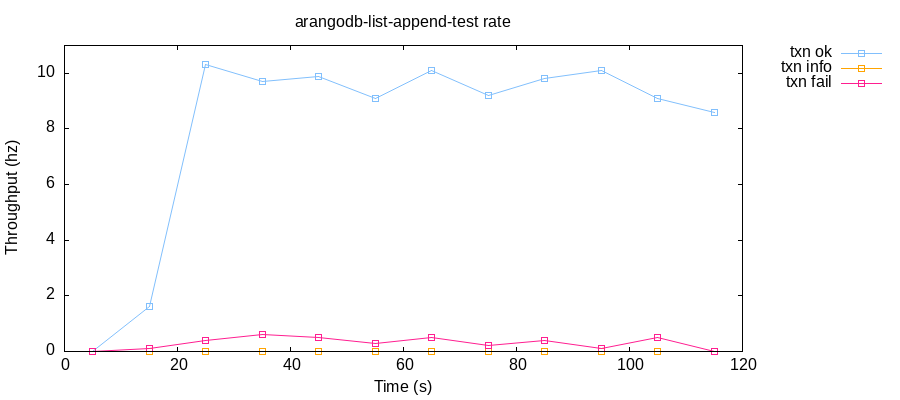 arangodb-list-append-test rate
txn ok
txn info
txn fail
Throughput (hz)
10
8
6
4
2
0
0 20 40 60 80 100 120
Time (s)